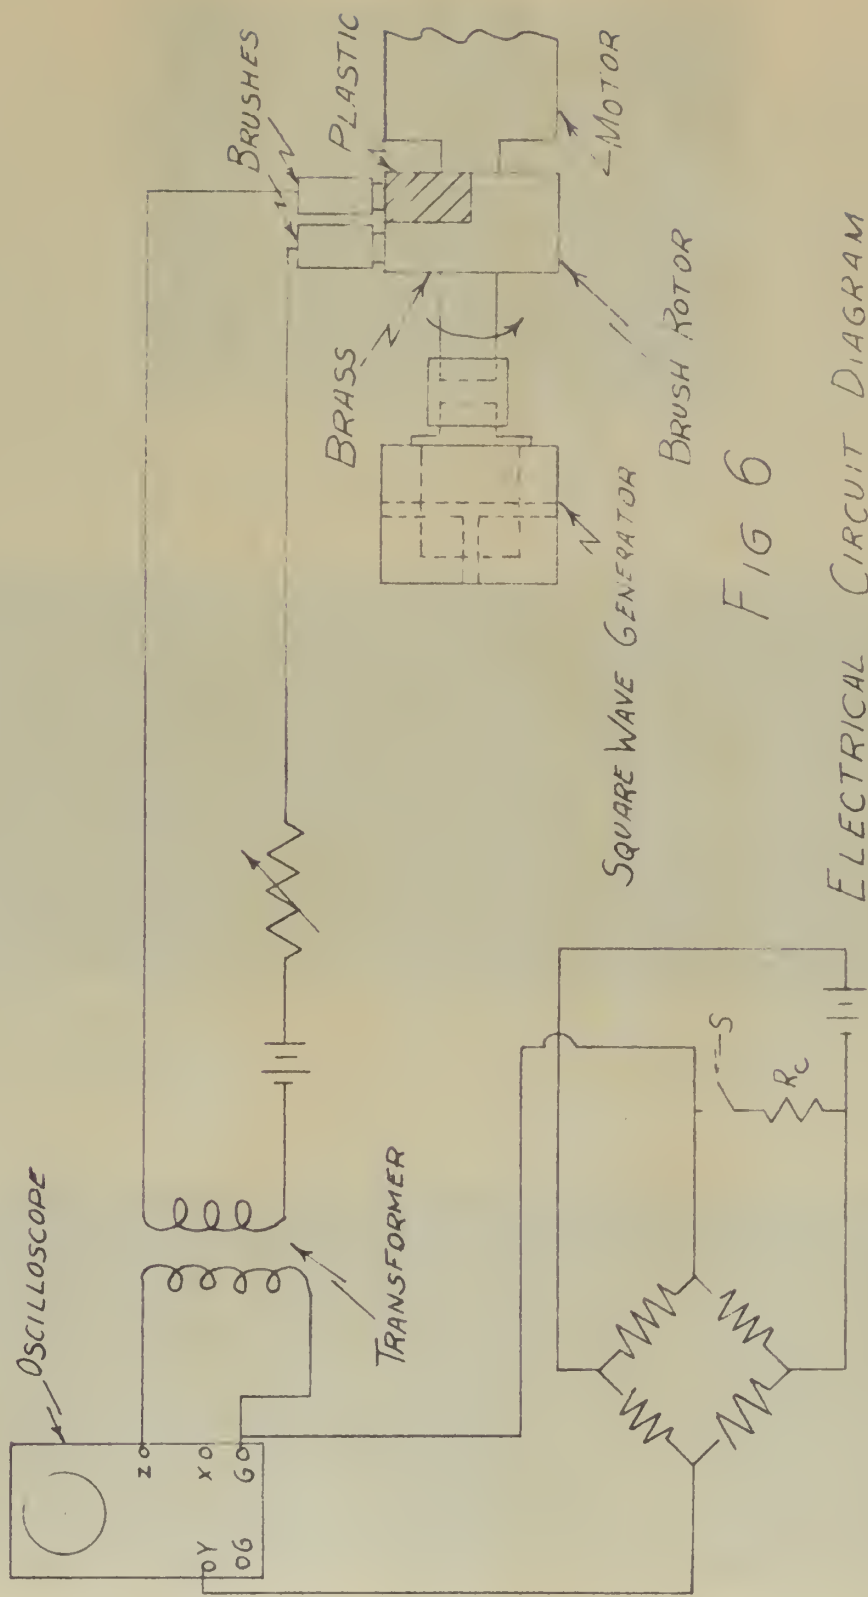 OSCILLOSCOPE
Z
X
G
Y
G
TRANSFORMER
BRUSHES
PLASTIC
BRASS
MOTOR
BRUSH ROTOR
SQUARE WAVE GENERATOR
S
RC
FIG 6
ELECTRICAL CIRCUIT DIAGRAM